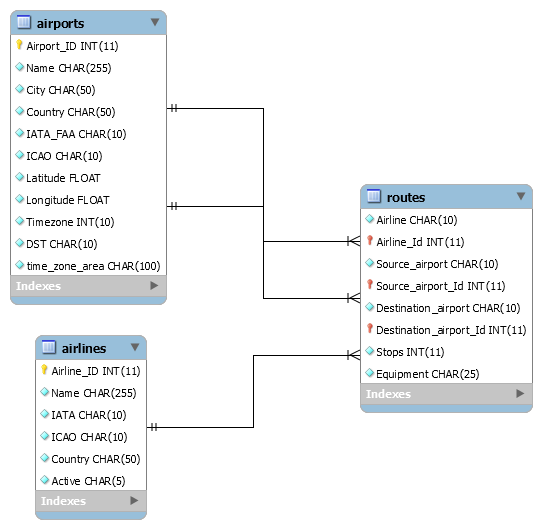 airports
Airport_ID INT(11)
Name CHAR(255)
City CHAR(50)
Country CHAR(50)
IATA_FAA CHAR(10)
ICAO CHAR(10)
Latitude FLOAT
Longitude FLOAT
Timezone INT(10)
DST CHAR(10)
time_zone_area CHAR(100)
Indexes
routes
Airline CHAR(10)
Airline_Id INT(11)
Source_airport CHAR(10)
Source_airport_Id INT(11)
Destination_airport CHAR(10)
Destination_airport_Id INT(11)
Stops INT(11)
Equipment CHAR(25)
Indexes
airlines
Airline_ID INT(11)
Name CHAR(255)
IATA CHAR(10)
ICAO CHAR(10)
Country CHAR(50)
Active CHAR(5)
Indexes